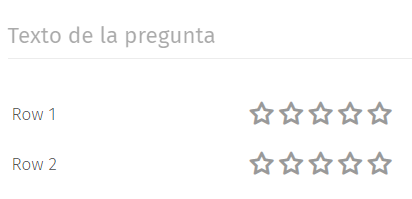 Texto de la pregunta
Row 1
Row 2